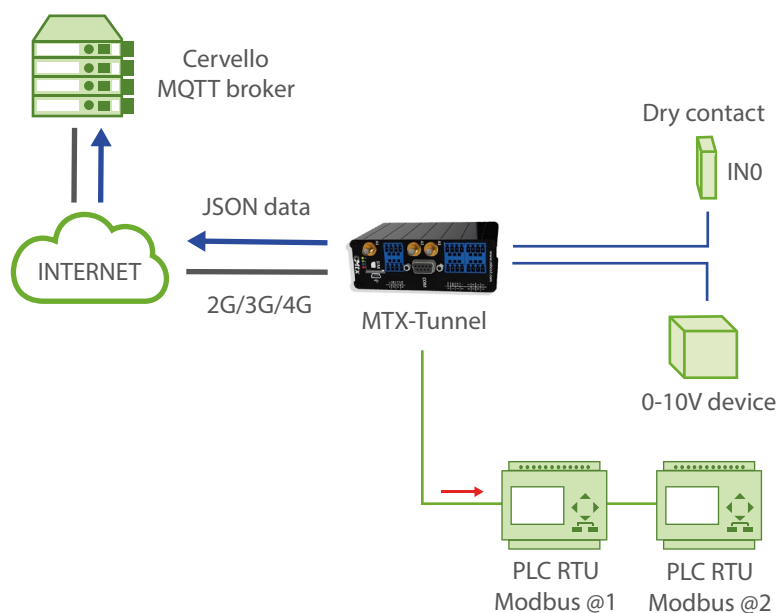 Cervello
MQTT broker
Dry contact
IN0
JSON data
INTERNET
2G/3G/4G
MTX-Tunnel
0-10V device
PLC RTU
Modbus @1
PLC RTU
Modbus @2